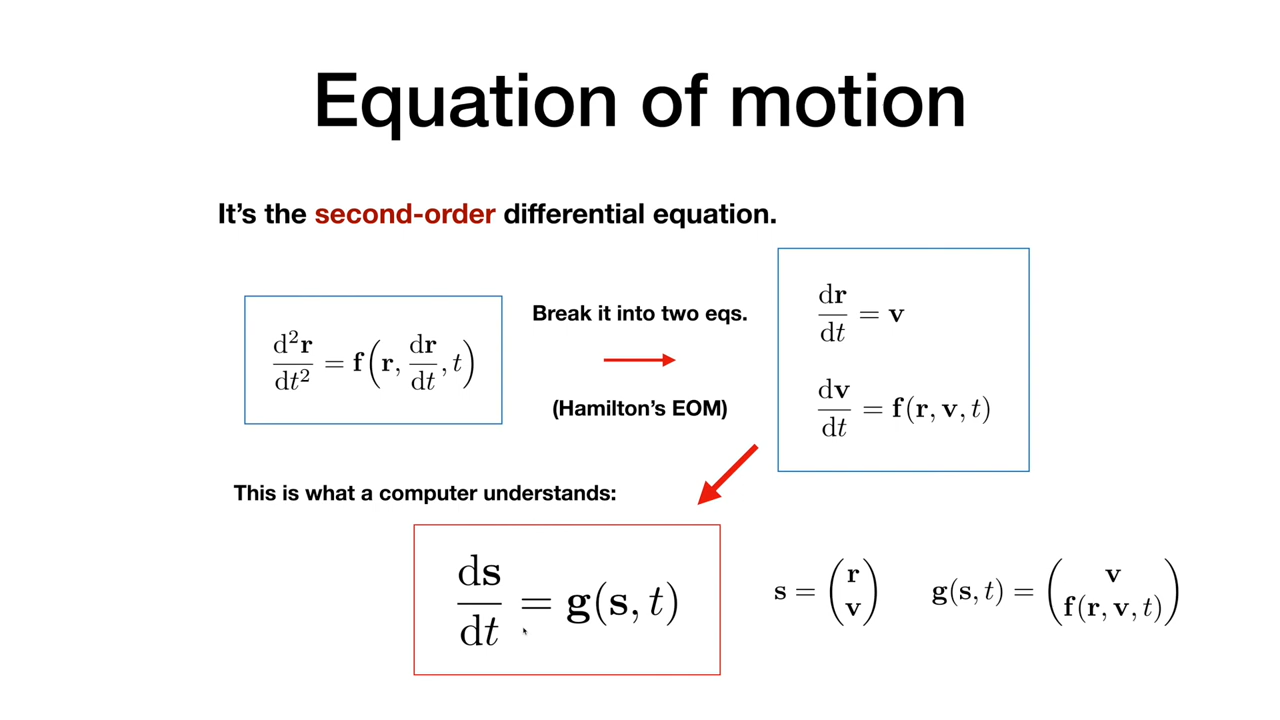 Equation of motion
It's the second-order differential equation.
d²r/dt² = f(r, dr/dt, t)
Break it into two eqs.
(Hamilton's EOM)
dr/dt = v
dv/dt = f(r, v, t)
This is what a computer understands:
ds/dt = g(s, t)
s = (r v)
g(s, t) = (v f(r, v, t))